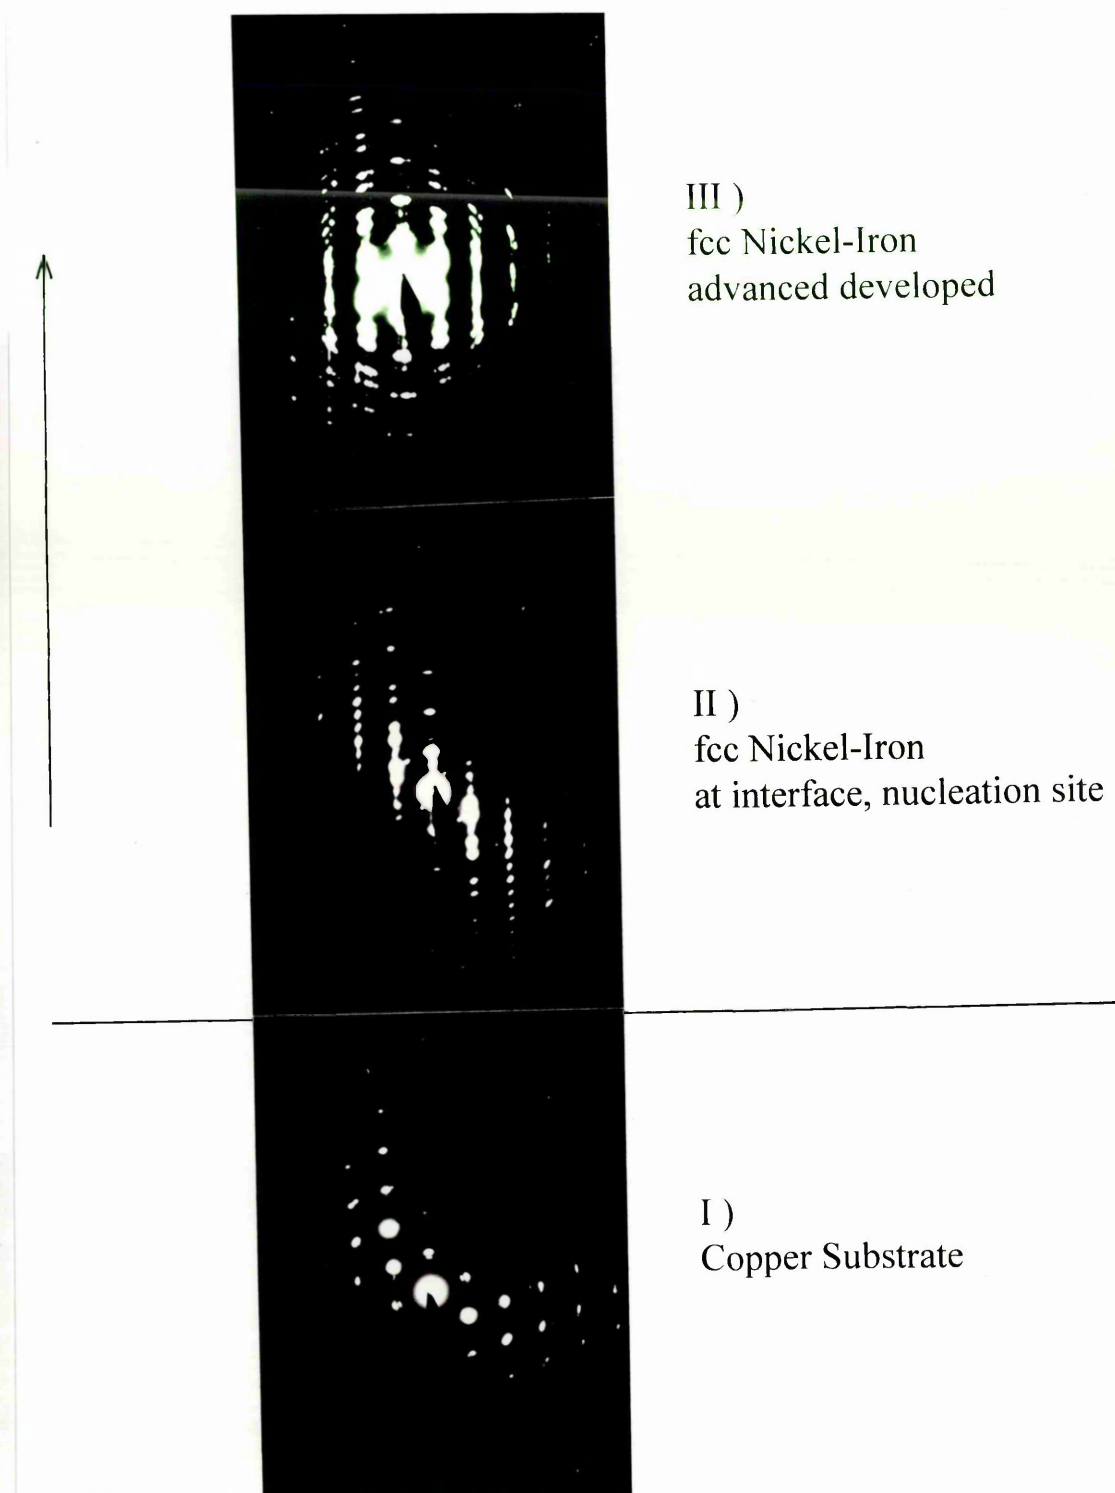 III )
fcc Nickel-Iron
advanced developed
II )
fcc Nickel-Iron
at interface, nucleation site
I )
Copper Substrate